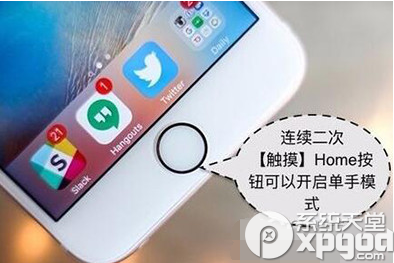 Daily
1
Twitter
Hangouts
21
Slack
连续二次
【触摸】Home按
钮可以开启单手模
式
系统天堂
xpgod